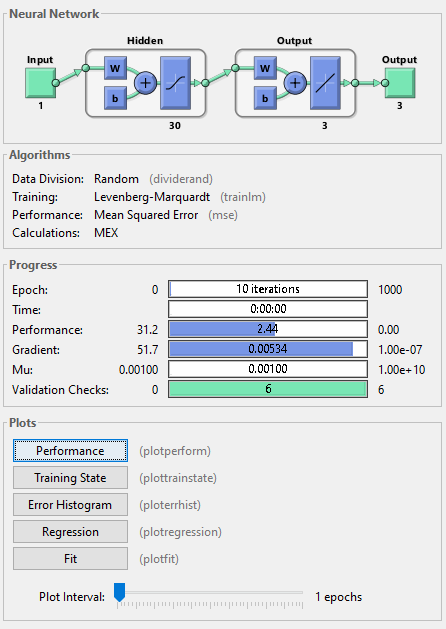 Neural Network
Hidden Output
Input Output
W W
+ +
b b
1 3
30 3
Algorithms
Data Division: Random (dividerand)
Training: Levenberg-Marquardt (trainlm)
Performance: Mean Squared Error (mse)
Calculations: MEX
Progress
Epoch: 0 10 iterations 1000
Time: 0:00:00
Performance: 31.2 2.44 0.00
Gradient: 51.7 0.00534 1.00e-07
Mu: 0.00100 0.00100 1.00e+10
Validation Checks: 0 6 6
Plots
Performance (plotperform)
Training State (plottrainstate)
Error Histogram (ploterrhist)
Regression (plotregression)
Fit (plotfit)
Plot Interval: 1 epochs